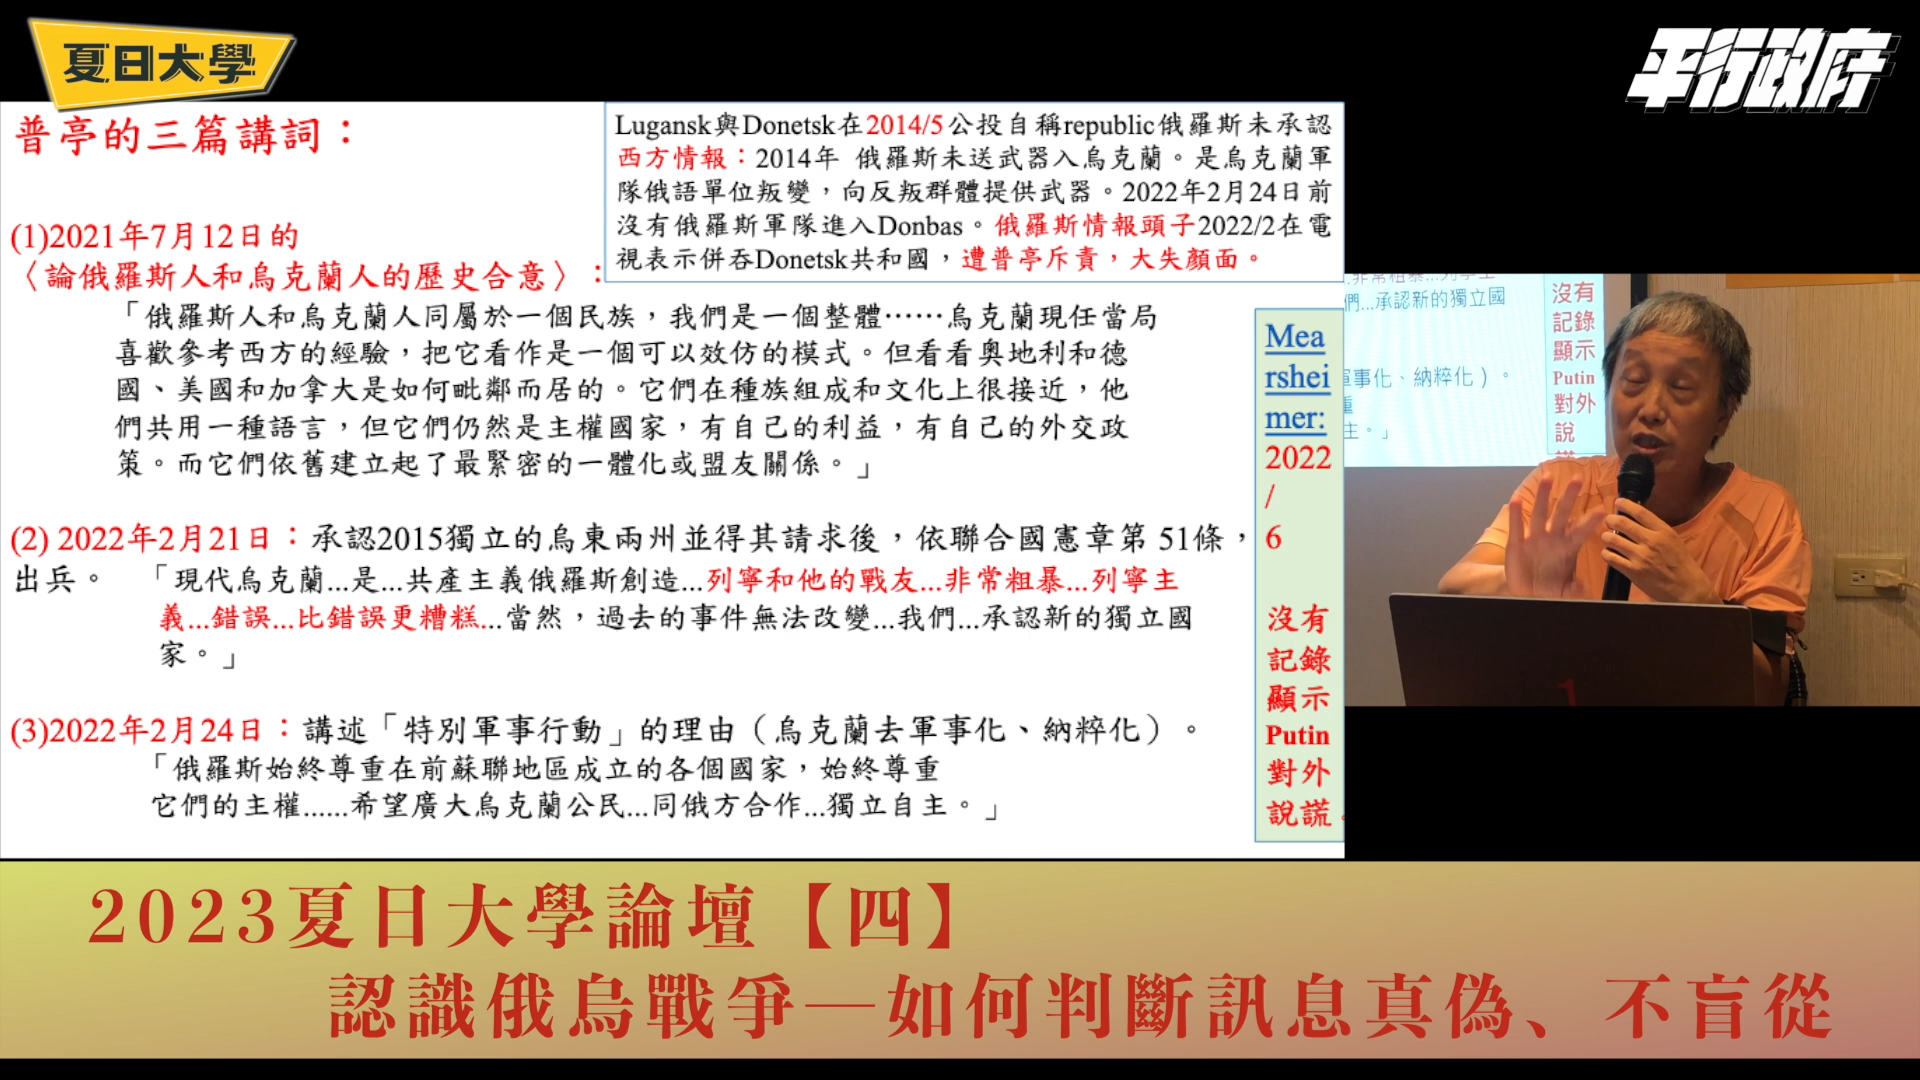 夏日大學
平行政府
普亭的三篇講詞：
Lugansk與Donetsk在2014/5公投自稱republic俄羅斯未承認
西方情報：2014年 俄羅斯未送武器入烏克蘭。是烏克蘭軍
隊俄語單位叛變，向反叛群體提供武器。2022年2月24日前
沒有俄羅斯軍隊進入Donbas。俄羅斯情報頭子2022/2在電
視表示併吞Donetsk共和國，遭普亭斥責，大失顏面。
(1)2021年7月12日的
〈論俄羅斯人和烏克蘭人的歷史合意〉：
「俄羅斯人和烏克蘭人同屬於一個民族，我們是一個整體⋯⋯烏克蘭現任當局
喜歡參考西方的經驗，把它看作是一個可以效仿的模式。但看看奧地利和德
國、美國和加拿大是如何毗鄰而居的。它們在種族組成和文化上很接近，他
們共用一種語言，但它們仍然是主權國家，有自己的利益，有自己的外交政
策。而它們依舊建立起了最緊密的一體化或盟友關係。」
(2) 2022年2月21日：承認2015獨立的烏東兩州並得其請求後，依聯合國憲章第 51條，
出兵。 「現代烏克蘭...是...共產主義俄羅斯創造...列寧和他的戰友...非常粗暴...列寧主
義...錯誤...比錯誤更糟糕...當然，過去的事件無法改變...我們...承認新的獨立國
家。」
(3)2022年2月24日：講述「特別軍事行動」的理由（烏克蘭去軍事化、納粹化）。
「俄羅斯始終尊重在前蘇聯地區成立的各個國家，始終尊重
它們的主權......希望廣大烏克蘭公民...同俄方合作...獨立自主。」
Mea
rshei
mer:
2022
/
6
沒有
記錄
顯示
Putin
對外
說謊。
們...承認新的獨立國
軍事化、納粹化）。
重
主。」
沒有
記錄
顯示
Putin
對外
說
2023夏日大學論壇【四】
認識俄烏戰爭—如何判斷訊息真偽、不盲從